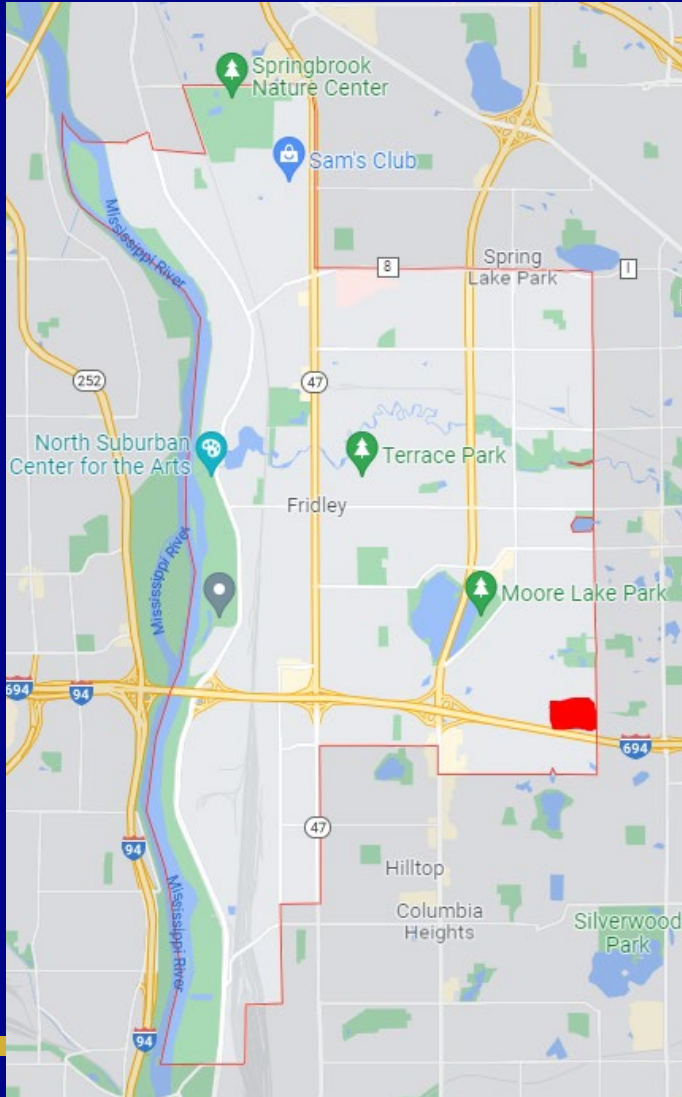 Springbrook
Nature Center
Sam's Club
Mississippi River
8
Spring
Lake Park
I
252
47
North Suburban
Center for the Arts
Terrace Park
Fridley
Mississippi River
Moore Lake Park
694
94
694
47
94
Hilltop
Columbia
Heights
Silverwood
Park
Mississippi River
94